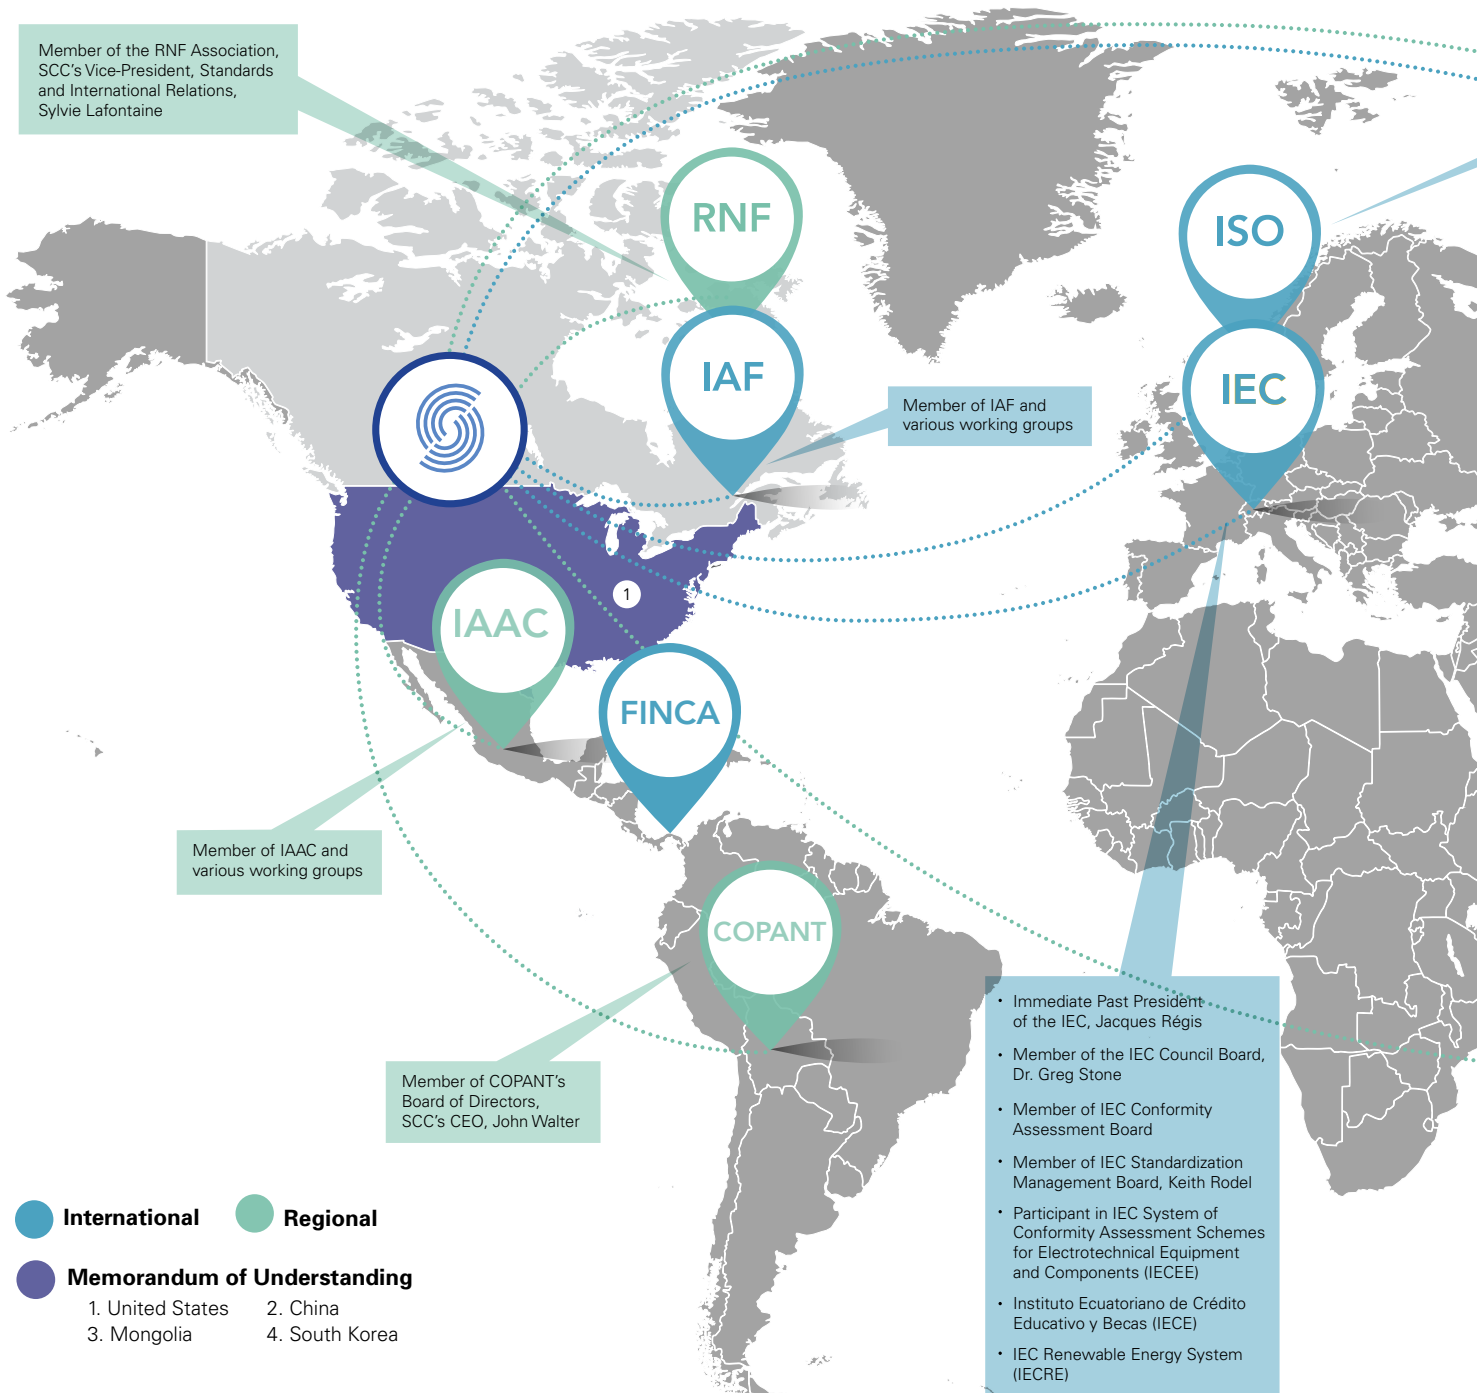 Member of the RNF Association,
SCC's Vice-President, Standards
and International Relations,
Sylvie Lafontaine
RNF
ISO
IAF
IEC
Member of IAF and
various working groups
1
IAAC
FINCA
Member of IAAC and
various working groups
COPANT
Member of COPANT's
Board of Directors,
SCC's CEO, John Walter
• Immediate Past President
of the IEC, Jacques Régis
• Member of the IEC Council Board,
Dr. Greg Stone
• Member of IEC Conformity
Assessment Board
• Member of IEC Standardization
Management Board, Keith Rodel
• Participant in IEC System of
Conformity Assessment Schemes
for Electrotechnical Equipment
and Components (IECEE)
• Instituto Ecuatoriano de Crédito
Educativo y Becas (IECE)
• IEC Renewable Energy System
(IECRE)
International
Regional
Memorandum of Understanding
1. United States 2. China
3. Mongolia 4. South Korea